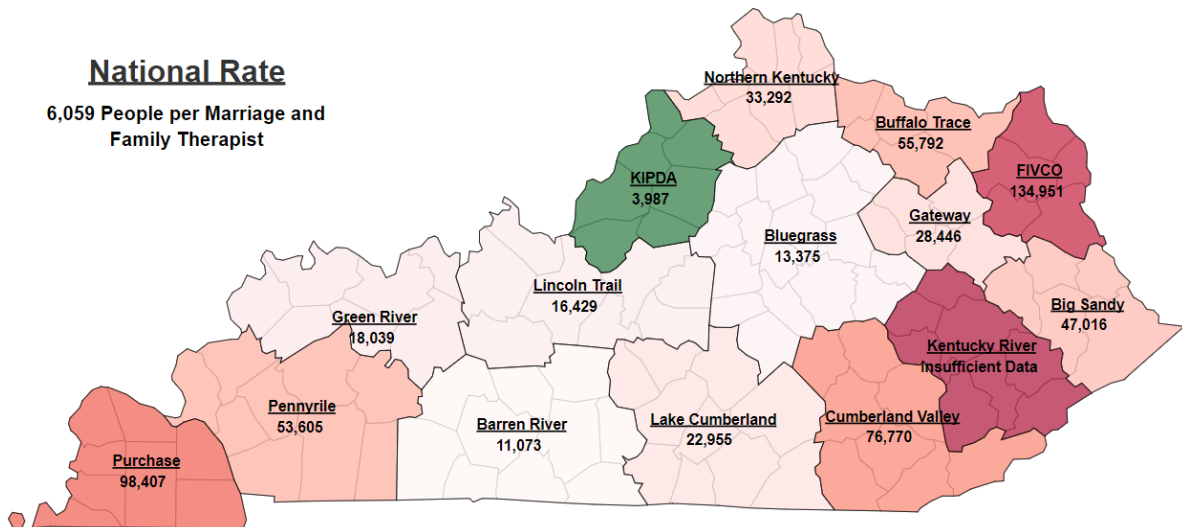 National Rate
6,059 People per Marriage and
Family Therapist
Northern Kentucky
33,292
Buffalo Trace
55,792
FIVCO
134,951
KIPDA
3,987
Gateway
28,446
Bluegrass
13,375
Lincoln Trail
16,429
Big Sandy
47,016
Green River
18,039
Kentucky River
Insufficient Data
Pennyrile
53,605
Barren River
11,073
Lake Cumberland
22,955
Cumberland Valley
76,770
Purchase
98,407